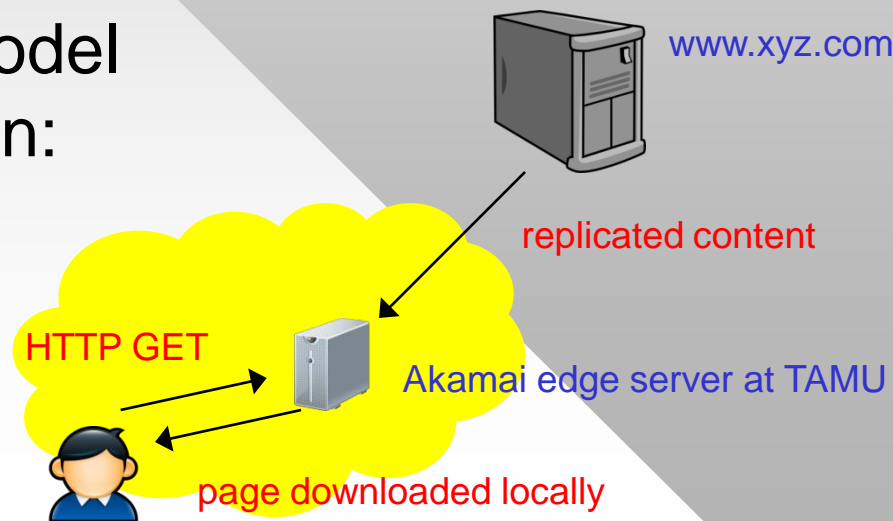 odel
n:
www.xyz.com
replicated content
HTTP GET
Akamai edge server at TAMU
page downloaded locally